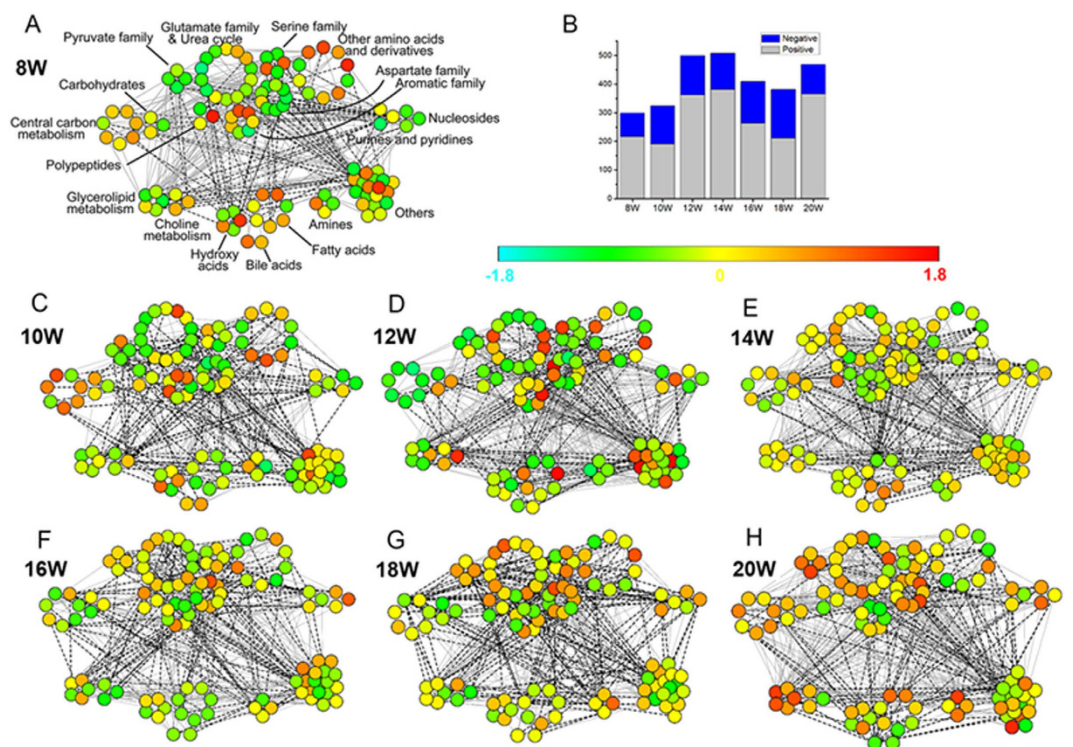 A
8W
Pyruvate family
Glutamate family
& Urea cycle
Serine family
Other amino acids
and derivatives
Aspartate family
Aromatic family
Carbohydrates
Central carbon
metabolism
Nucleosides
Purines and pyridines
Polypeptides
Glycerolipid
metabolism
Choline
metabolism
Hydroxy
acids
Bile acids
Fatty acids
Amines
Others
B
Negative
Positive
500
400
300
200
100
0
8W 10W 12W 14W 16W 18W 20W
-1.8 0 1.8
C
10W
D
12W
E
14W
F
16W
G
18W
H
20W